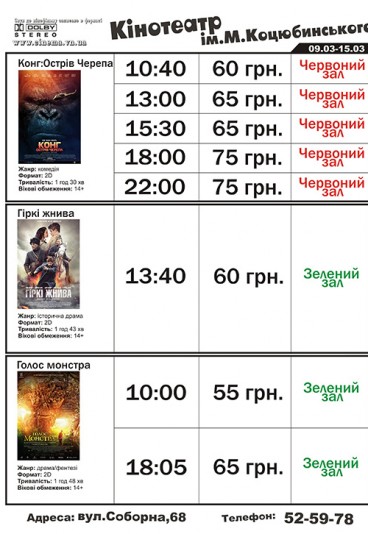 DOLBY
STEREO
www.cinema.vn.ua
Кінотеатр
ім.М.Коцюбинського
09.03-15.03
Конг:Острів Черепа
КОНГ
Жанр: комедія
Формат: 2D
Тривалість: 1 год 30 хв
Вікові обмеження: 14+
10:40 60 грн. Червоний зал
13:00 65 грн. Червоний зал
15:30 65 грн. Червоний зал
18:00 75 грн. Червоний зал
22:00 75 грн. Червоний зал
Гіркі жнива
ГІРКІ ЖНИВА
Жанр: історична драма
Формат: 2D
Тривалість: 1 год 43 хв
Вікові обмеження: 14+
13:40 60 грн. Зелений зал
Голос монстра
ГОЛОС
МОНСТРА
Жанр: драма/фентезі
Формат: 2D
Тривалість: 1 год 48 хв
Вікові обмеження: 14+
10:00 55 грн. Зелений зал
18:05 65 грн. Зелений зал
Адреса: вул.Соборна,68 Телефон: 52-59-78